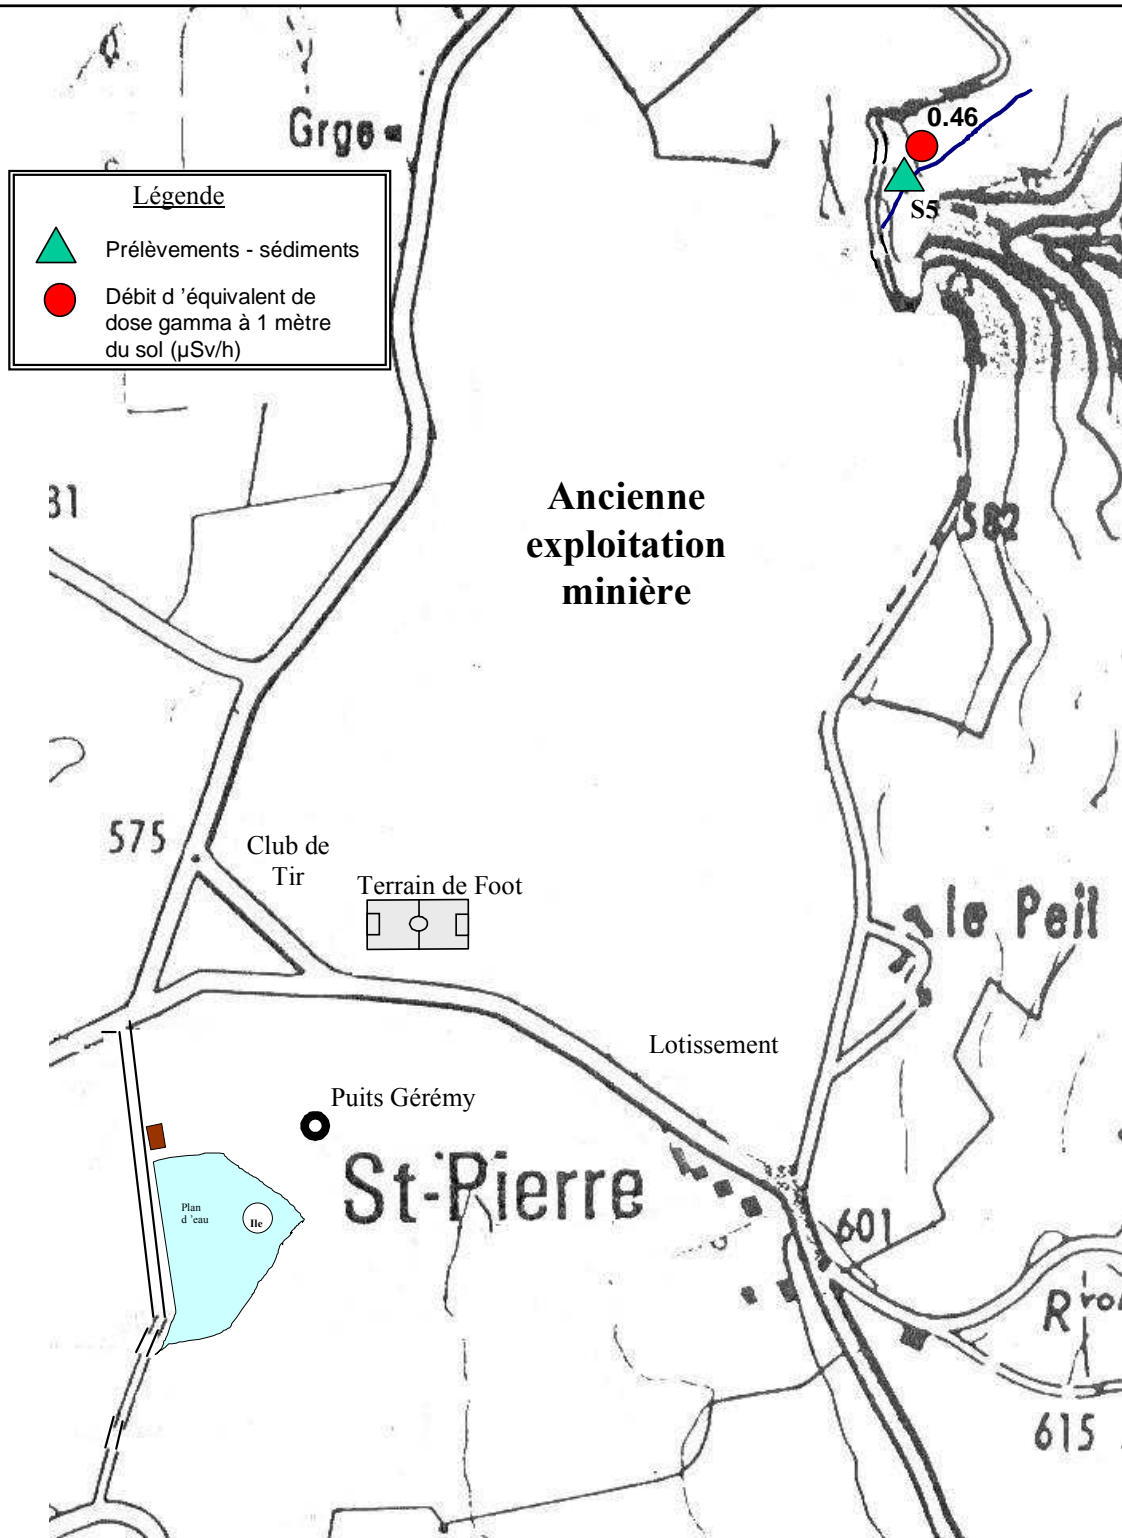 Grge
0.46
S5
Légende
Prélèvements - sédiments
Débit d 'équivalent de
dose gamma à 1 mètre
du sol (µSv/h)
31
Ancienne
exploitation
minière
582
575
Club de
Tir
Terrain de Foot
le Peil
Lotissement
Puits Gérémy
St-Pierre
Plan
d 'eau
Ile
601
615